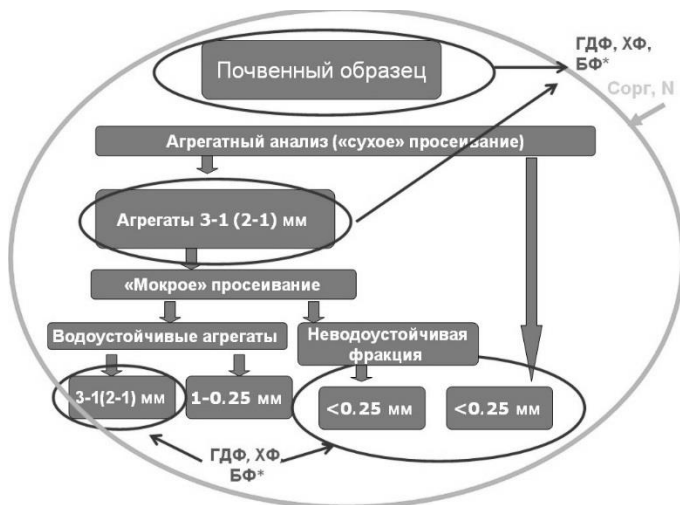 Почвенный образец
ГДФ, ХФ,
БФ*
Сорг, N
Агрегатный анализ («сухое» просеивание)
Агрегаты 3-1 (2-1) мм
«Мокрое» просеивание
Водоустойчивые агрегаты
Неводоустойчивая
фракция
3-1(2-1) мм
1-0.25 мм
<0.25 мм
<0.25 мм
ГДФ, ХФ,
БФ*